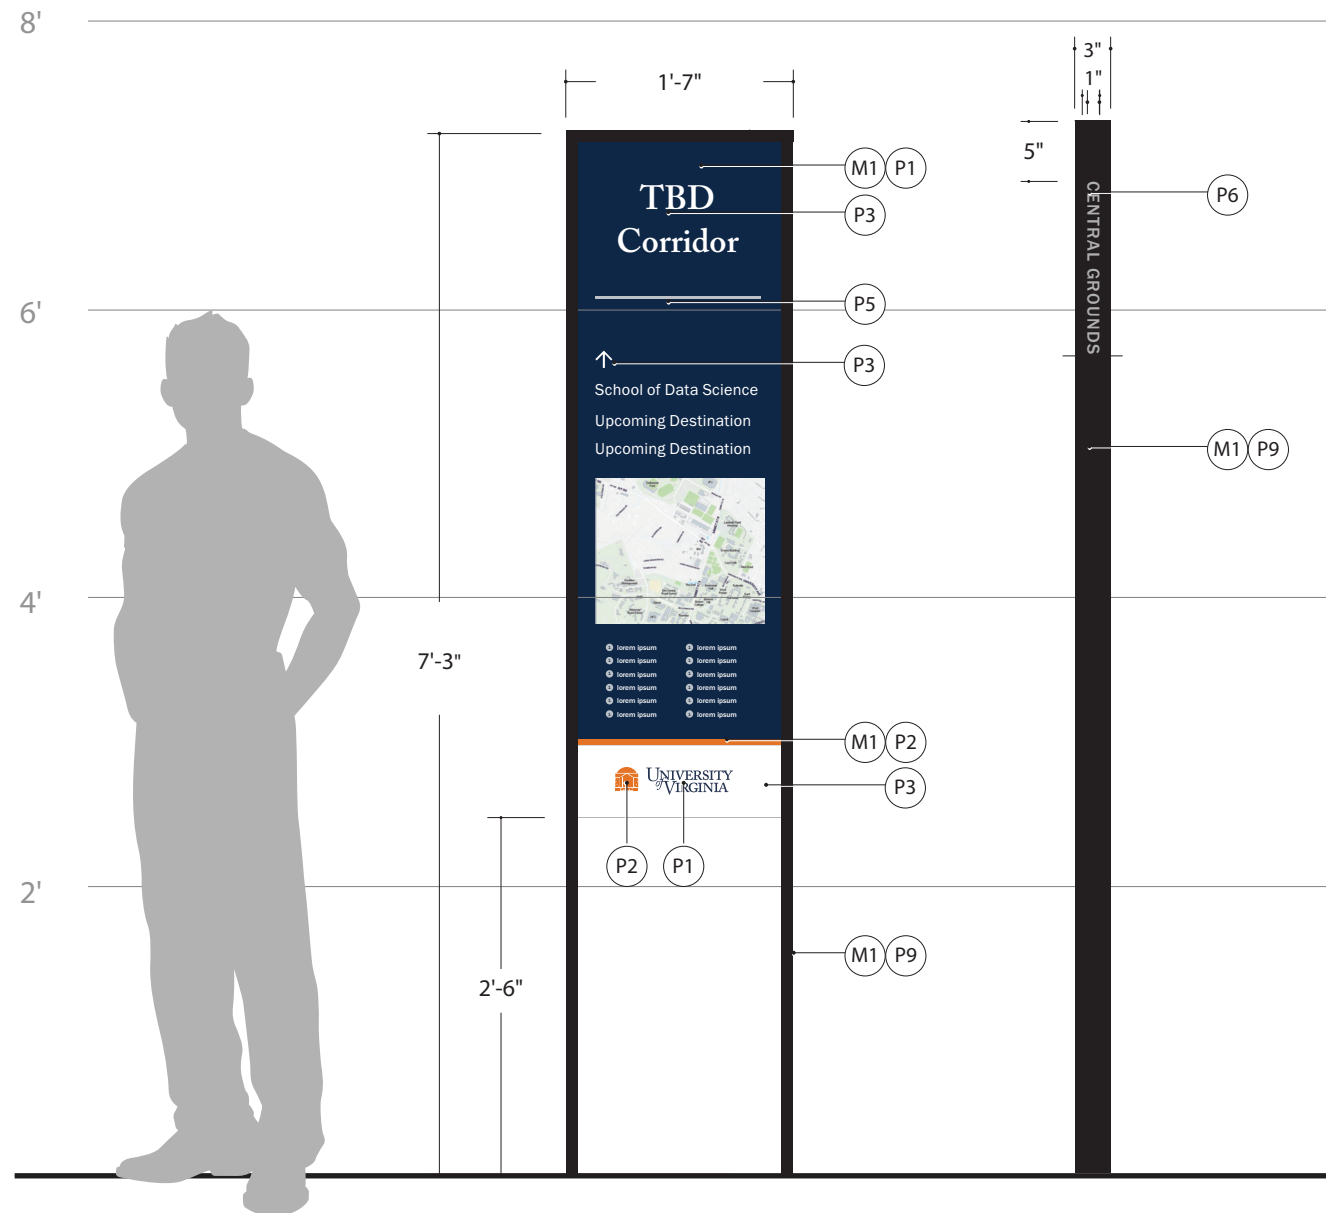 8'
3"
1'-7"
1"
5"
M1 P1
TBD
P6
CENTRAL GROUNDS
P3
Corridor
P5
6'
P3
School of Data Science
Upcoming Destination
Upcoming Destination
M1 P9
4'
7'-3"
lorem ipsum lorem ipsum
lorem ipsum lorem ipsum
lorem ipsum lorem ipsum
lorem ipsum lorem ipsum
lorem ipsum lorem ipsum
lorem ipsum lorem ipsum
M1 P2
UNIVERSITY
of VIRGINIA
P3
P2 P1
2'
M1 P9
2'-6"